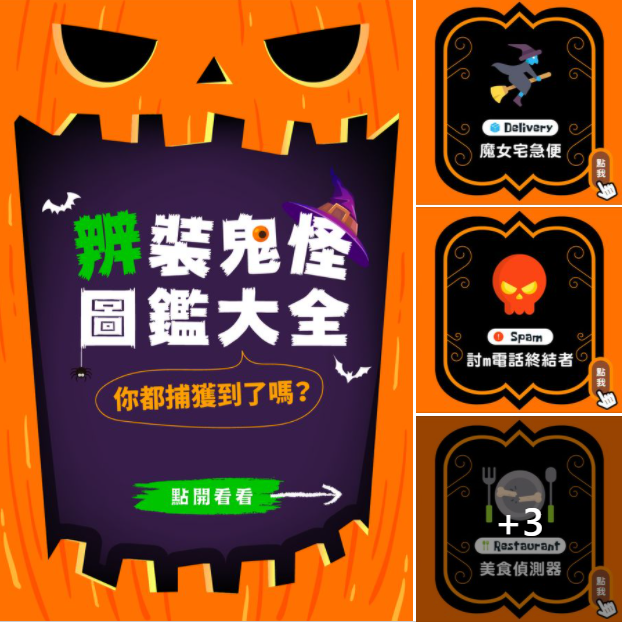 辨裝鬼怪
圖鑑大全
你都捕獲到了嗎？
點開看看
Delivery
魔女宅急便
點我
Spam
討m電話終結者
點我
+3
Restaurant
美食偵測器
點我